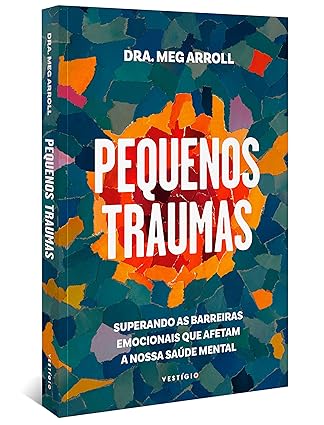 DRA. MEG ARROLL
PEQUENOS
TRAUMAS
SUPERANDO AS BARREIRAS
EMOCIONAIS QUE AFETAM
A NOSSA SAÚDE MENTAL
VESTÍGIO
DRA. MEG ARROLL
PEQUENOS TRAUMAS
VESTÍGIO